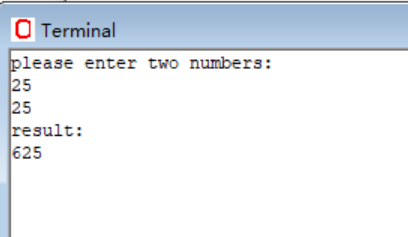 Terminal
please enter two numbers:
25
25
result:
625